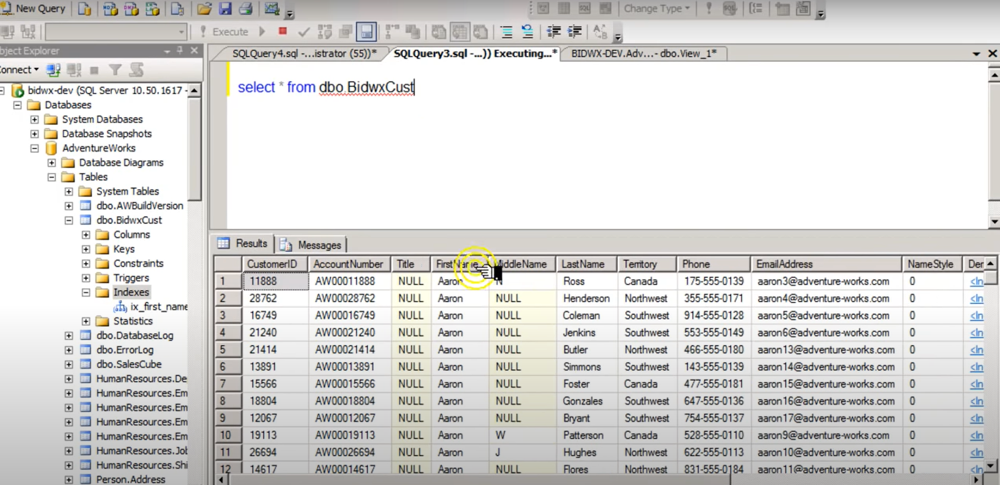 New Query
Change Type
Execute
bject Explorer
SQLQuery4.sql -...istrator (55))*
SQLQuery3.sql -...)) Executing...*
BIDWX-DEV.Adv...- dbo.View_1*
onnect
select * from dbo.BidwxCust
bidwx-dev (SQL Server 10.50.1617 -
Databases
System Databases
Database Snapshots
AdventureWorks
Database Diagrams
Tables
System Tables
dbo.AWBuildVersion
dbo.BidwxCust
Columns
Keys
Constraints
Triggers
Indexes
ix_first_name
Statistics
dbo.DatabaseLog
dbo.ErrorLog
dbo.SalesCube
HumanResources.De
HumanResources.Em
HumanResources.Em
HumanResources.Em
HumanResources.Em
HumanResources.Job
HumanResources.Shi
Person.Address
Results Messages
CustomerID AccountNumber Title FirstName MiddleName LastName Territory Phone EmailAddress NameStyle Der
1 11888 AW00011888 NULL Aaron N Ross Canada 175-555-0139 aaron3@adventure-works.com 0 <In
2 28762 AW00028762 NULL Aaron NULL Henderson Northwest 355-555-0171 aaron4@adventure-works.com 0 <In
3 16749 AW00016749 NULL Aaron NULL Coleman Southwest 914-555-0128 aaron5@adventure-works.com 0 <In
4 21240 AW00021240 NULL Aaron NULL Jenkins Southwest 553-555-0149 aaron6@adventure-works.com 0 <In
5 21414 AW00021414 NULL Aaron NULL Butler Northwest 466-555-0180 aaron13@adventure-works.com 0 <In
6 13891 AW00013891 NULL Aaron NULL Simmons Southwest 143-555-0139 aaron14@adventure-works.com 0 <In
7 15566 AW00015566 NULL Aaron NULL Foster Canada 477-555-0181 aaron15@adventure-works.com 0 <In
8 18804 AW00018804 NULL Aaron NULL Gonzales Southwest 647-555-0136 aaron16@adventure-works.com 0 <In
9 12067 AW00012067 NULL Aaron NULL Bryant Southwest 754-555-0137 aaron17@adventure-works.com 0 <In
10 19113 AW00019113 NULL Aaron W Patterson Canada 528-555-0110 aaron9@adventure-works.com 0 <In
11 26694 AW00026694 NULL Aaron J Hughes Northwest 622-555-0113 aaron10@adventure-works.com 0 <In
12 14617 AW00014617 NULL Aaron NULL Flores Northwest 831-555-0184 aaron11@adventure-works.com 0 <In